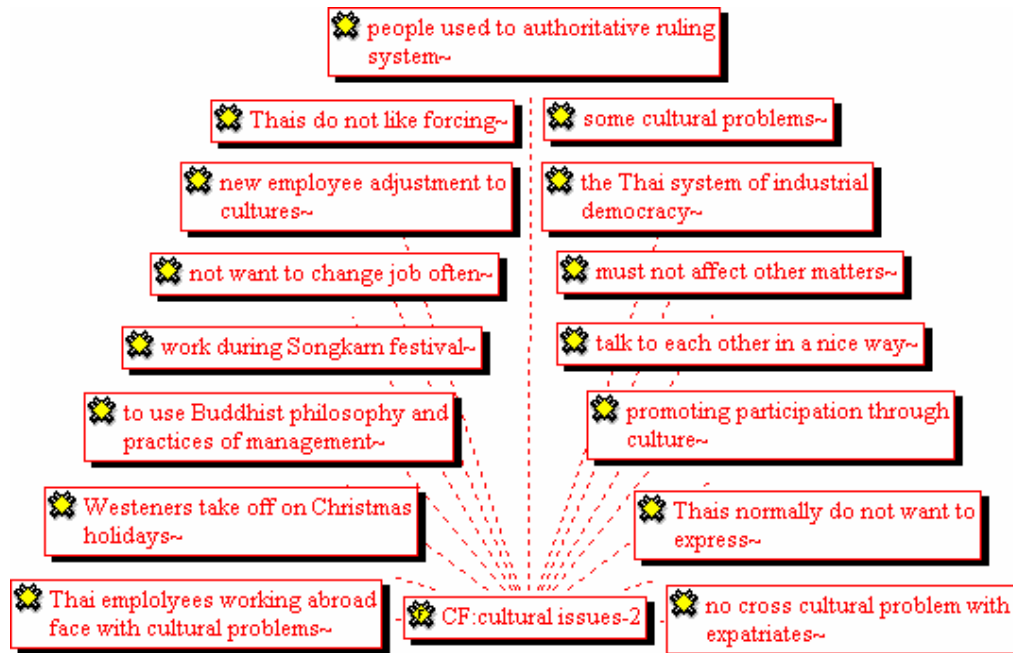 people used to authoritative ruling
system~
Thais do not like forcing~
some cultural problems~
new employee adjustment to
cultures~
the Thai system of industrial
democracy~
not want to change job often~
must not affect other matters~
work during Songkarn festival~
talk to each other in a nice way~
to use Buddhist philosophy and
practices of management~
promoting participation through
culture~
Westeners take off on Christmas
holidays~
Thais normally do not want to
express~
Thai emplolyees working abroad
face with cultural problems~
F
CF:cultural issues-2
no cross cultural problem with
expatriates~